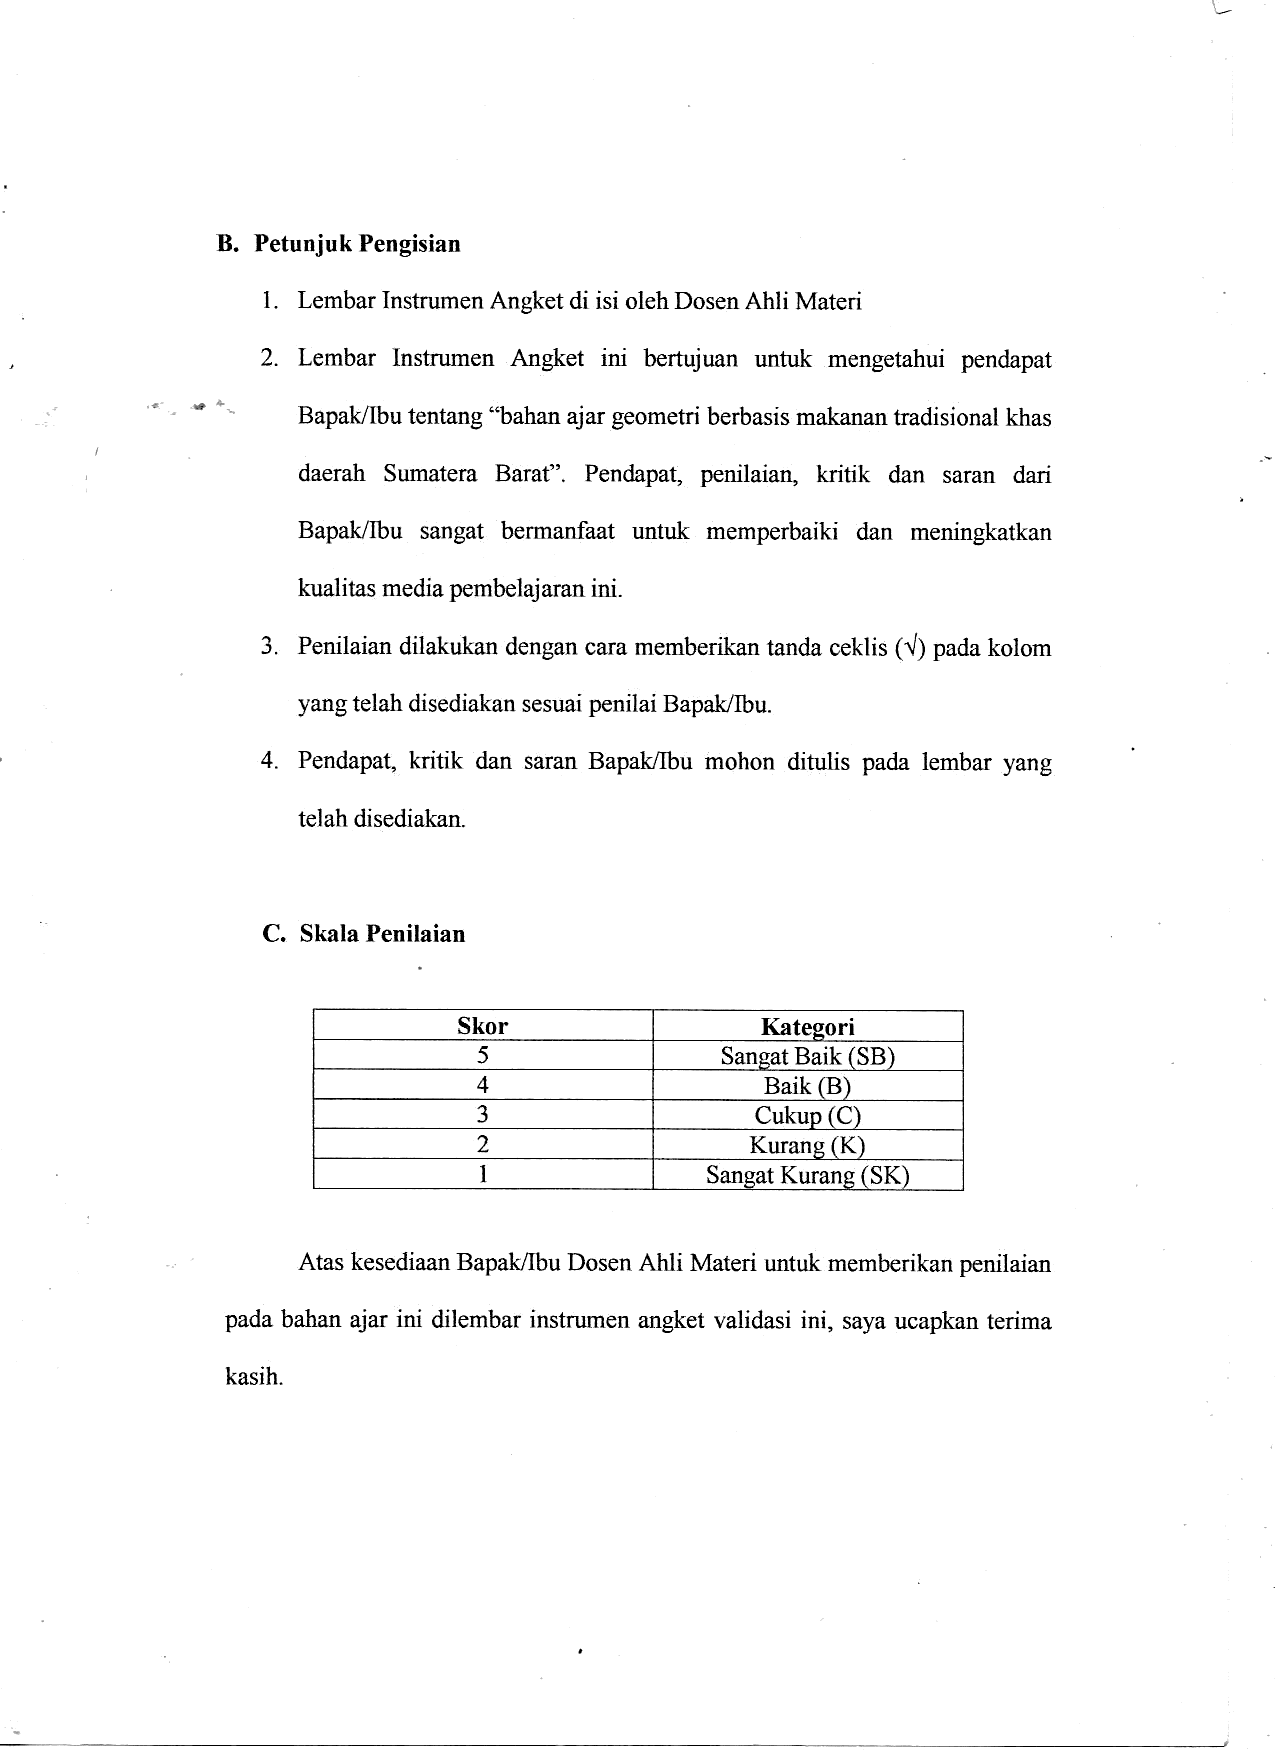 B. Petunjuk Pengisian
1. Lembar Instrumen Angket di isi oleh Dosen Ahli Materi
2. Lembar Instrumen Angket ini bertujuan untuk mengetahui pendapat
Bapak/Ibu tentang “bahan ajar geometri berbasis makanan tradisional khas
daerah Sumatera Barat”. Pendapat, penilaian, kritik dan saran dari
Bapak/Ibu sangat bermanfaat untuk memperbaiki dan meningkatkan
kualitas media pembelajaran ini.
3. Penilaian dilakukan dengan cara memberikan tanda ceklis (√) pada kolom
yang telah disediakan sesuai penilai Bapak/Ibu.
4. Pendapat, kritik dan saran Bapak/Ibu mohon ditulis pada lembar yang
telah disediakan.
C. Skala Penilaian
Skor Kategori
5 Sangat Baik (SB)
4 Baik (B)
3 Cukup (C)
2 Kurang (K)
1 Sangat Kurang (SK)
Atas kesediaan Bapak/Ibu Dosen Ahli Materi untuk memberikan penilaian
pada bahan ajar ini dilembar instrumen angket validasi ini, saya ucapkan terima
kasih.